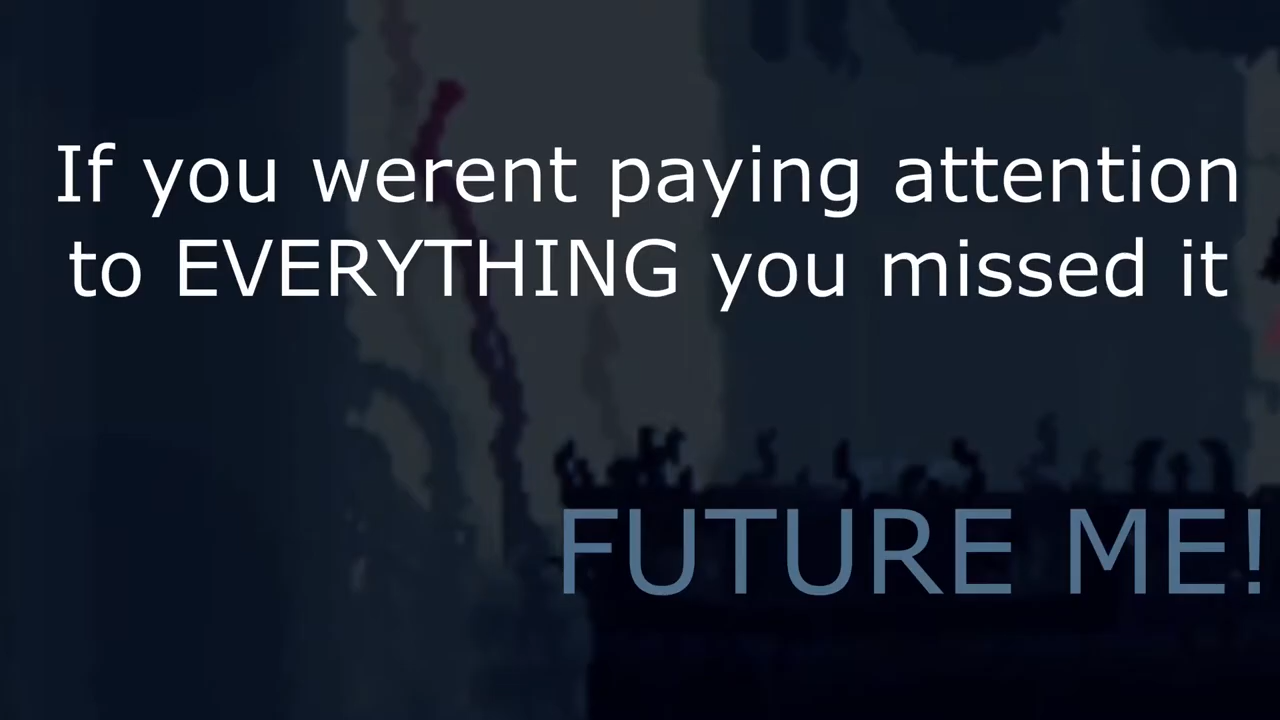 If you werent paying attention
to EVERYTHING you missed it
FUTURE ME!